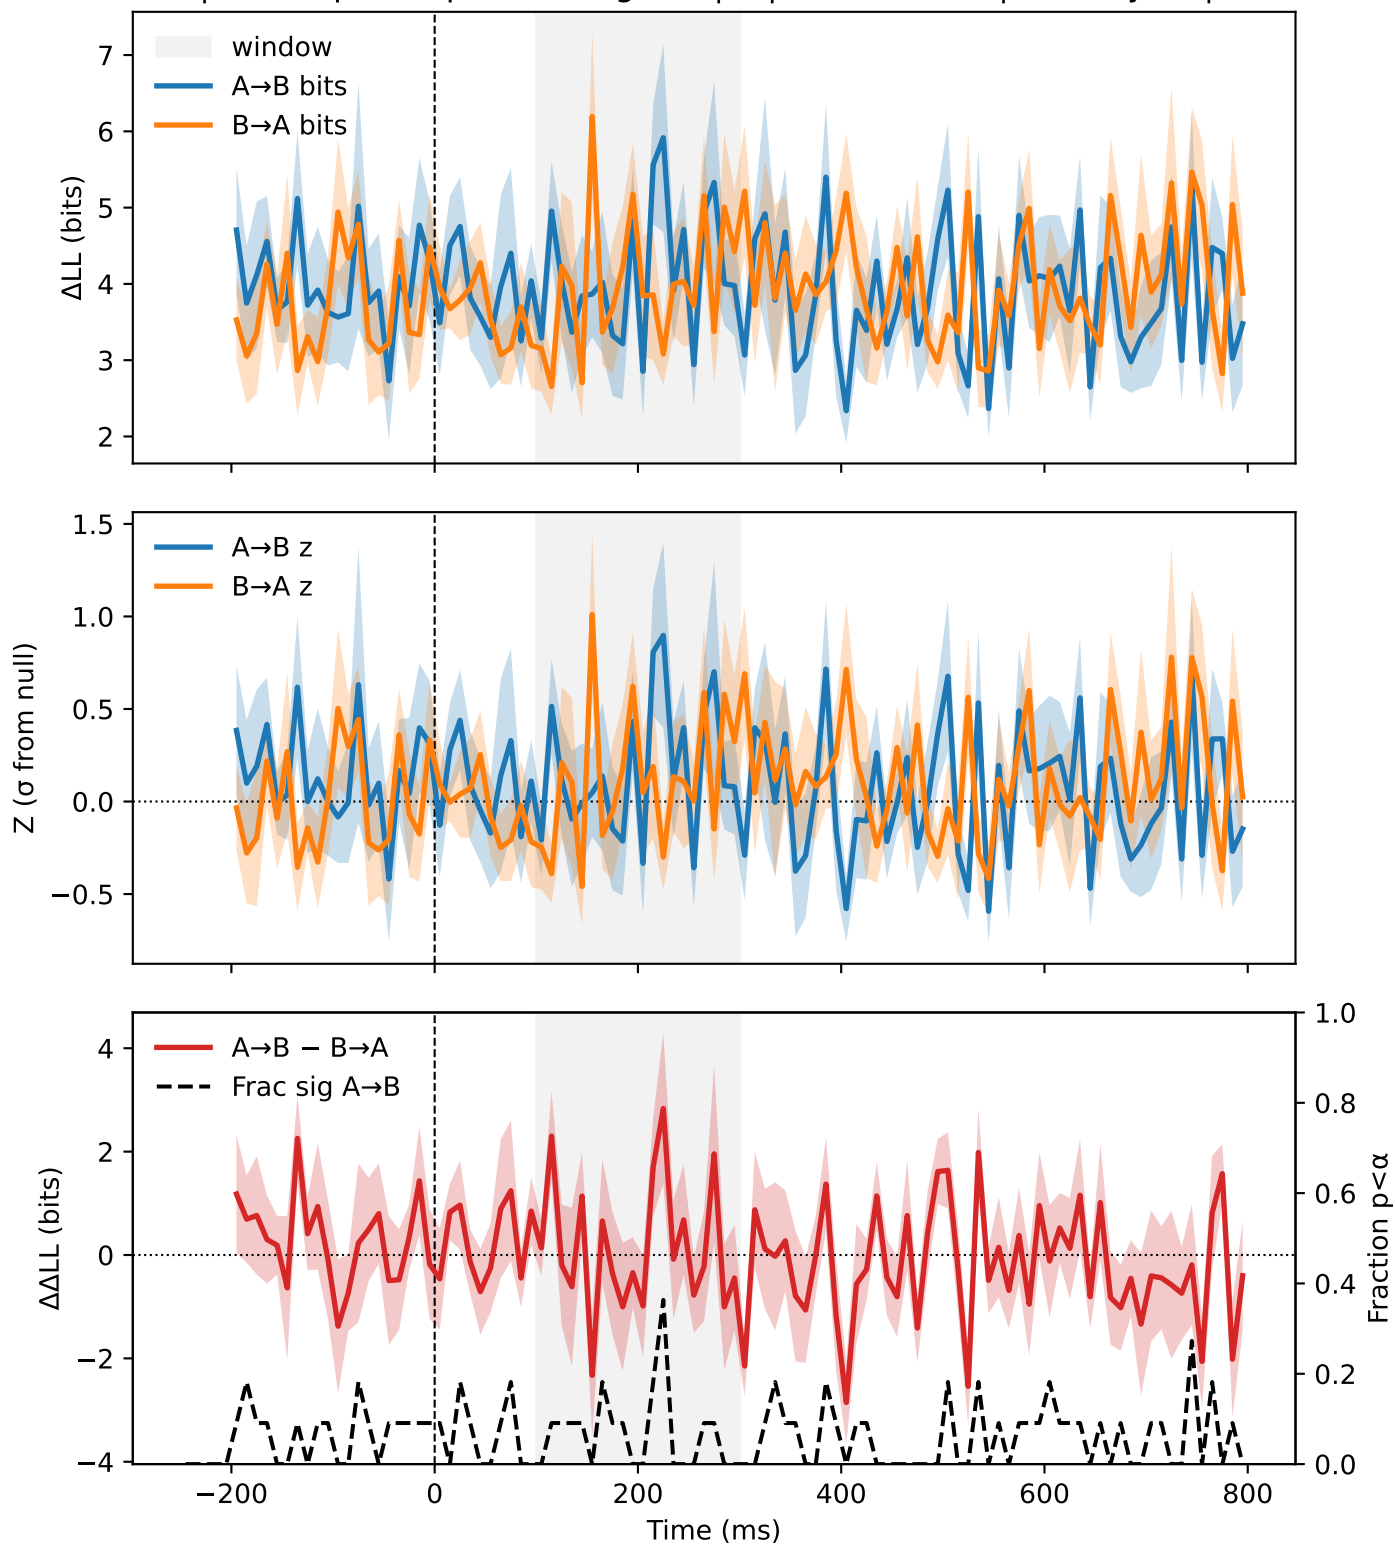 7
6
5
4
3
2
ΔLL (bits)
window
A→B bits
B→A bits
1.5
1.0
0.5
0.0
−0.5
Z (σ from null)
A→B z
B→A z
4
2
0
−2
−4
ΔΔLL (bits)
A→B − B→A
Frac sig A→B
1.0
0.8
0.6
0.4
0.2
0.0
Fraction p<α
−200
0
200
400
600
800
Time (ms)